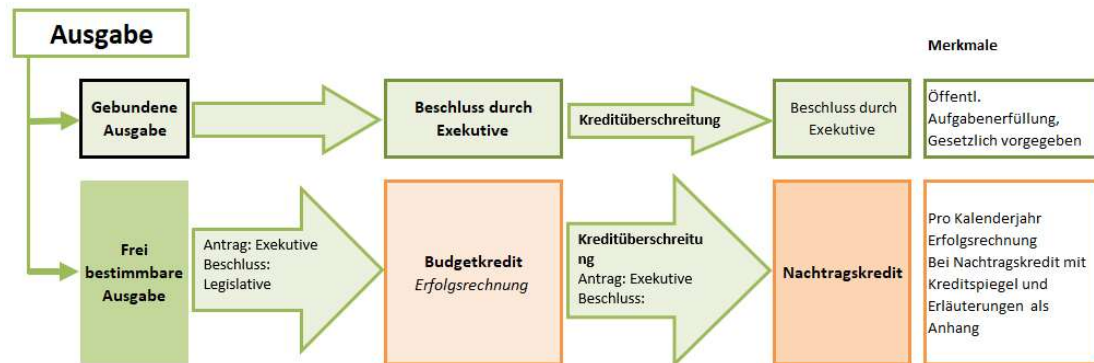 Ausgabe
Merkmale
Gebundene
Ausgabe
Beschluss durch
Exekutive
Kreditüberschreitung
Beschluss durch
Exekutive
Öffentl.
Aufgabenerfüllung,
Gesetzlich vorgegeben
Frei
bestimmbare
Ausgabe
Antrag: Exekutive
Beschluss:
Legislative
Budgetkredit
Erfolgsrechnung
Kreditüberschreitu
ng
Antrag: Exekutive
Beschluss:
Nachtragskredit
Pro Kalenderjahr
Erfolgsrechnung
Bei Nachtragskredit mit
Kreditspiegel und
Erläuterungen als
Anhang